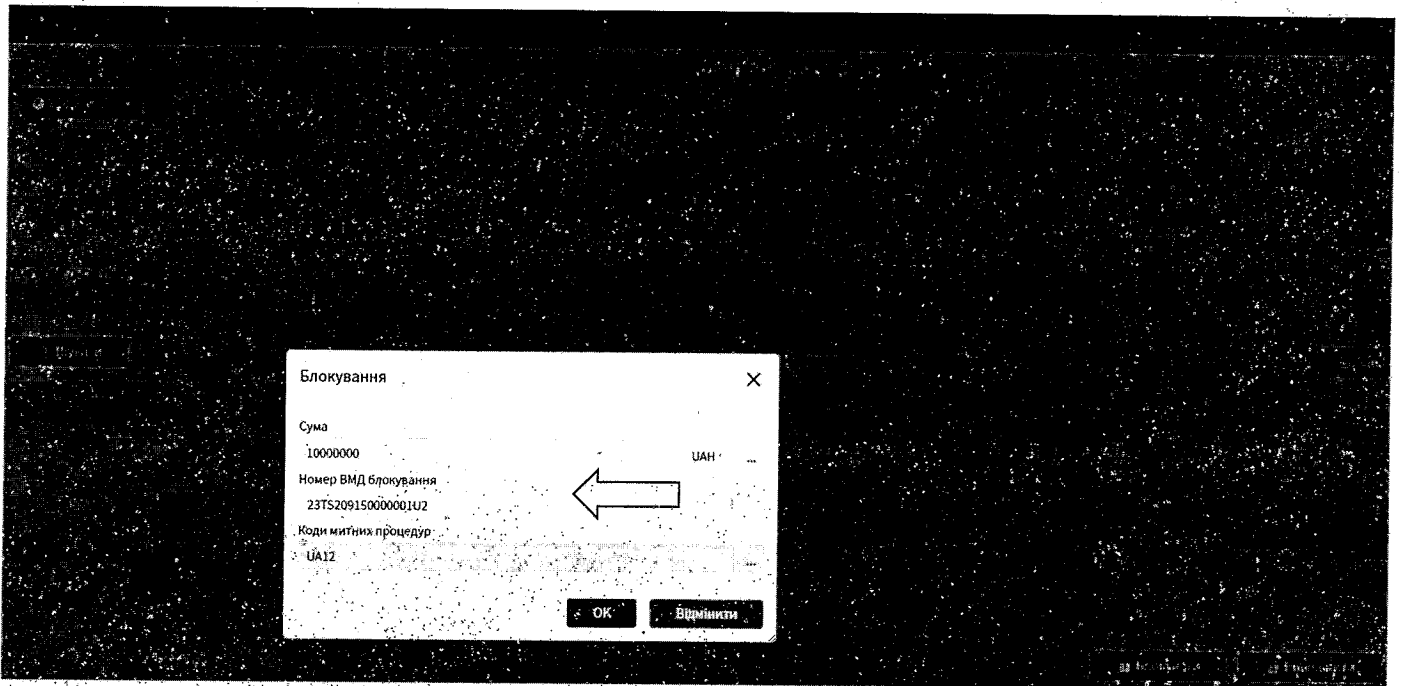 Блокування
Сума
10000000 UAH ...
Номер ВМД блокування
23TS209150000001U2
Коди митних процедур
UA12 ...
OK Відмінити